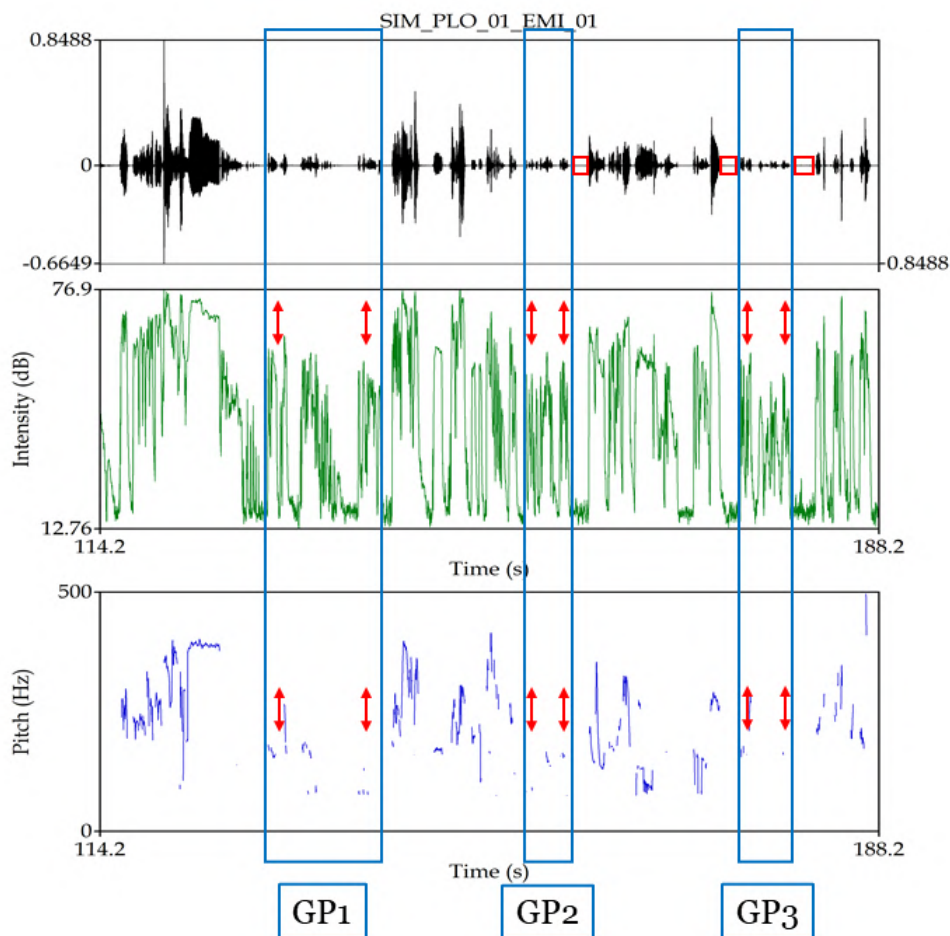 SIM_PLO_01_EMI_01
0.8488
0
-0.6649
0.8488
76.9
Intensity (dB)
12.76
114.2
188.2
Time (s)
500
Pitch (Hz)
0
114.2
188.2
Time (s)
GP1
GP2
GP3